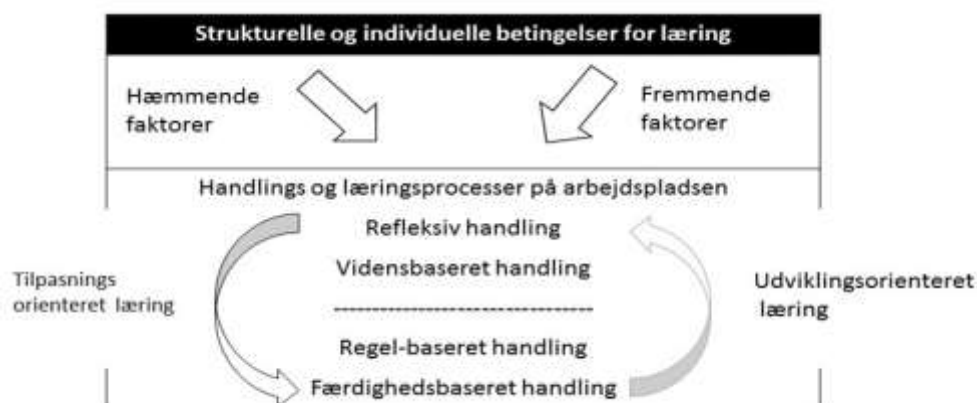 Strukturelle og individuelle betingelser for læring
Hæmmende
faktorer
Fremmende
faktorer
Handlings og læringsprocesser på arbejdspladsen
Refleksiv handling
Vidensbaseret handling
Tilpasnings
orienteret læring
Udviklingsorienteret
læring
Regel-baseret handling
Færdighedsbaseret handling